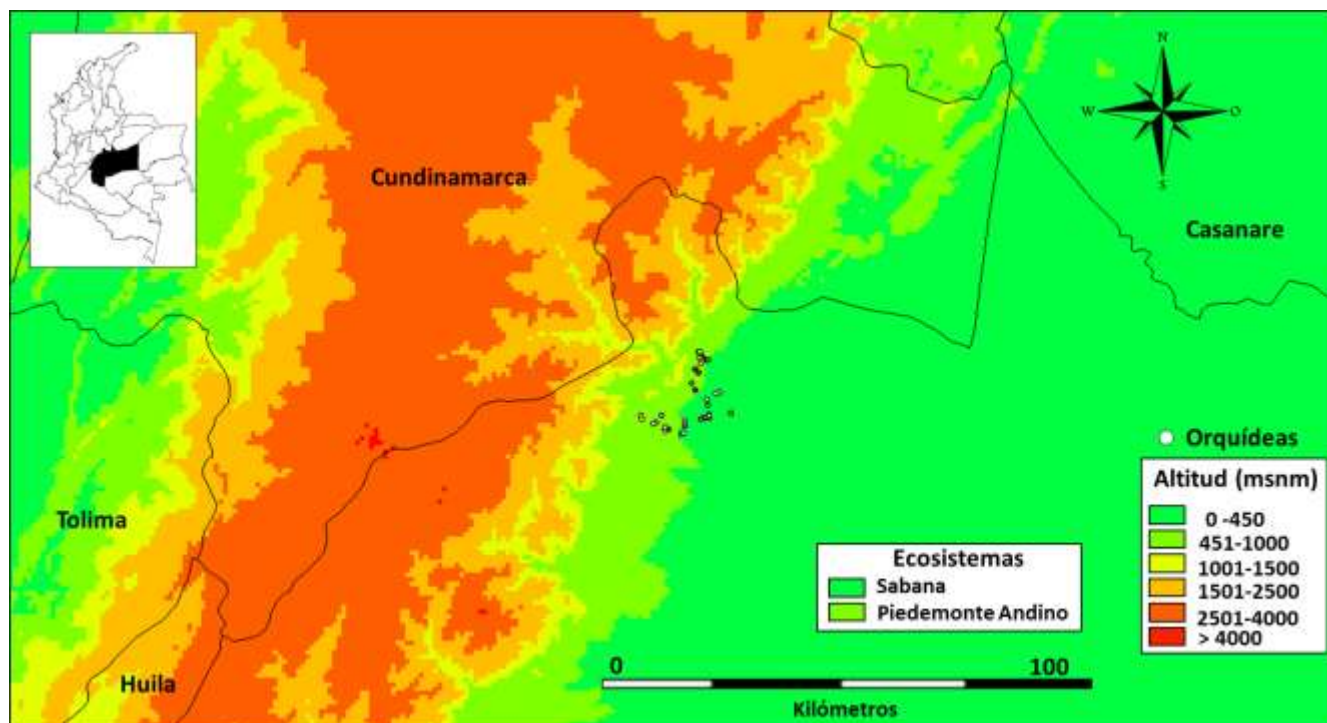 N
W
O
S
Cundinamarca
Casanare
Tolima
Huila
Orquídeas
Altitud (msnm)
0 -450
451-1000
1001-1500
1501-2500
2501-4000
> 4000
Ecosistemas
Sabana
Piedemonte Andino
0
100
Kilómetros